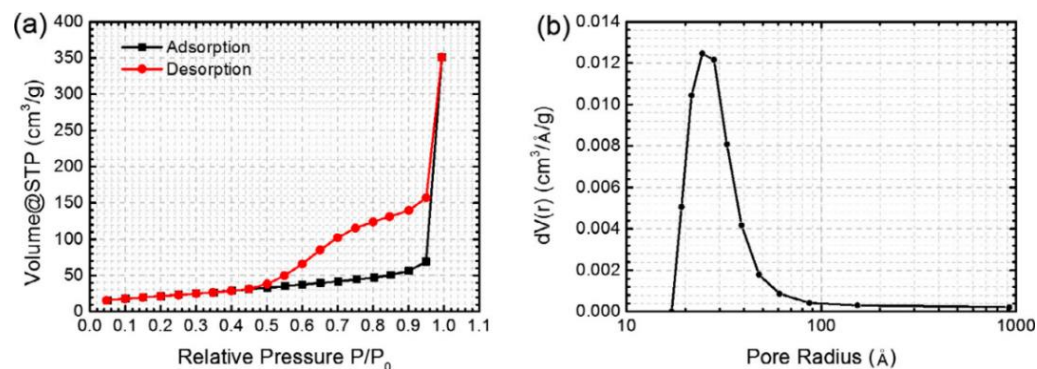 (a)
400
350
300
250
200
150
100
50
0
Volume@STP (cm³/g)
Adsorption
Desorption
0.0 0.1 0.2 0.3 0.4 0.5 0.6 0.7 0.8 0.9 1.0 1.1
Relative Pressure P/P₀
(b)
0.014
0.012
0.010
0.008
0.006
0.004
0.002
0.000
dV(r) (cm³/Å/g)
10 100 1000
Pore Radius (Å)